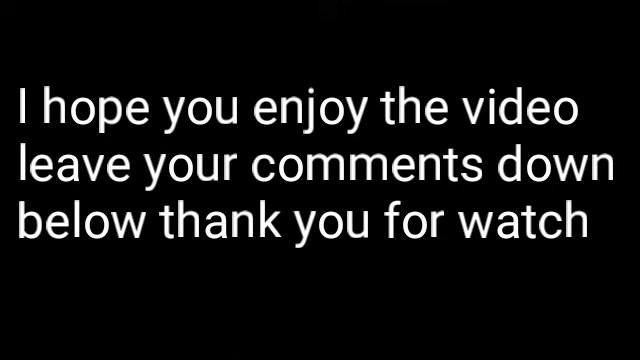 I hope you enjoy the video
leave your comments down
below thank you for watch